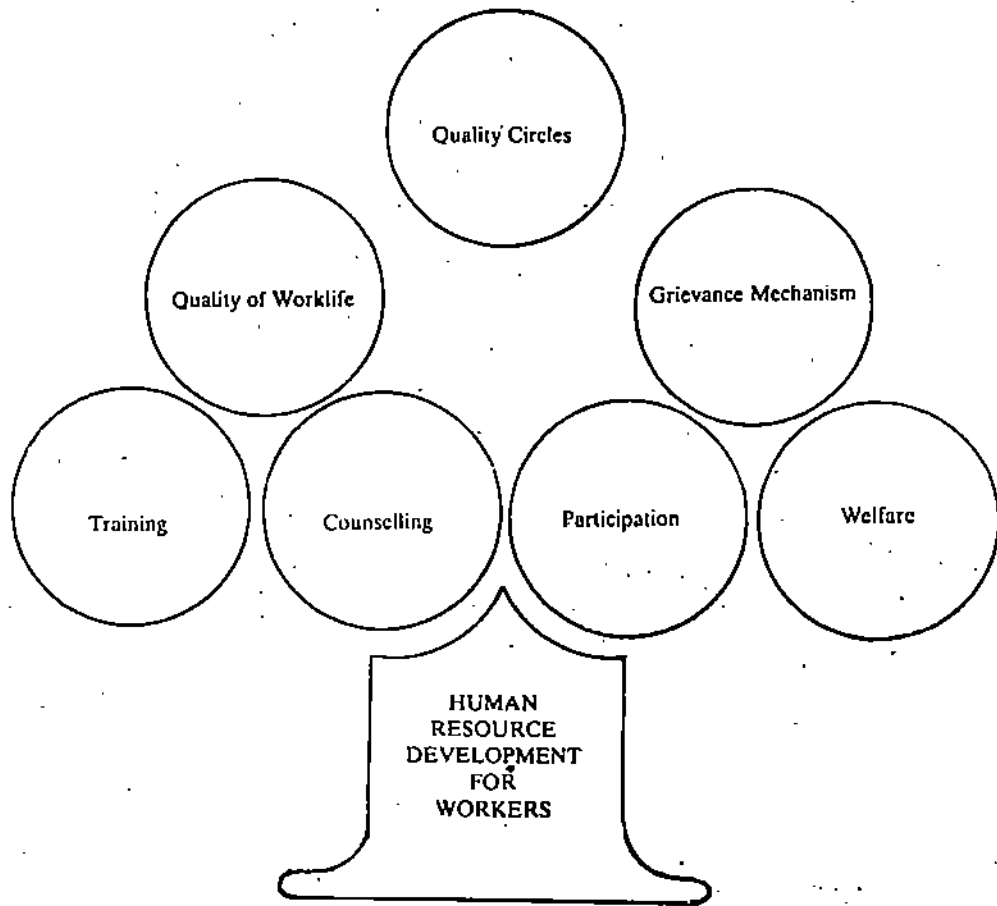 Quality Circles
Quality of Worklife
Grievance Mechanism
Training
Counselling
Participation
Welfare
HUMAN
RESOURCE
DEVELOPMENT
FOR
WORKERS